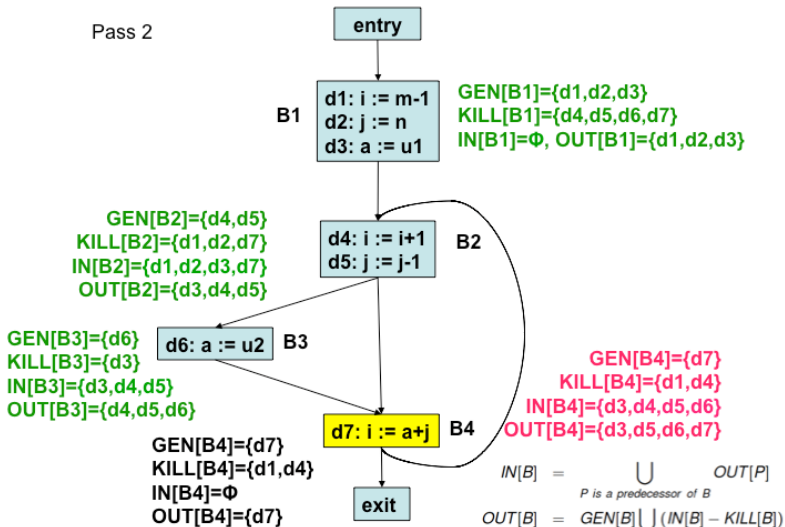 Pass 2
entry
B1
d1: i := m-1
d2: j := n
d3: a := u1
GEN[B1]={d1,d2,d3}
KILL[B1]={d4,d5,d6,d7}
IN[B1]=Φ, OUT[B1]={d1,d2,d3}
GEN[B2]={d4,d5}
KILL[B2]={d1,d2,d7}
IN[B2]={d1,d2,d3,d7}
OUT[B2]={d3,d4,d5}
d4: i := i+1
d5: j := j-1
B2
GEN[B3]={d6}
KILL[B3]={d3}
IN[B3]={d3,d4,d5}
OUT[B3]={d4,d5,d6}
d6: a := u2
B3
GEN[B4]={d7}
KILL[B4]={d1,d4}
IN[B4]={d3,d4,d5,d6}
OUT[B4]={d3,d5,d6,d7}
d7: i := a+j
B4
GEN[B4]={d7}
KILL[B4]={d1,d4}
IN[B4]=Φ
OUT[B4]={d7}
exit
IN[B] = ⋃ OUT[P]
P is a predecessor of B
OUT[B] = GEN[B] ⋃ (IN[B] − KILL[B])